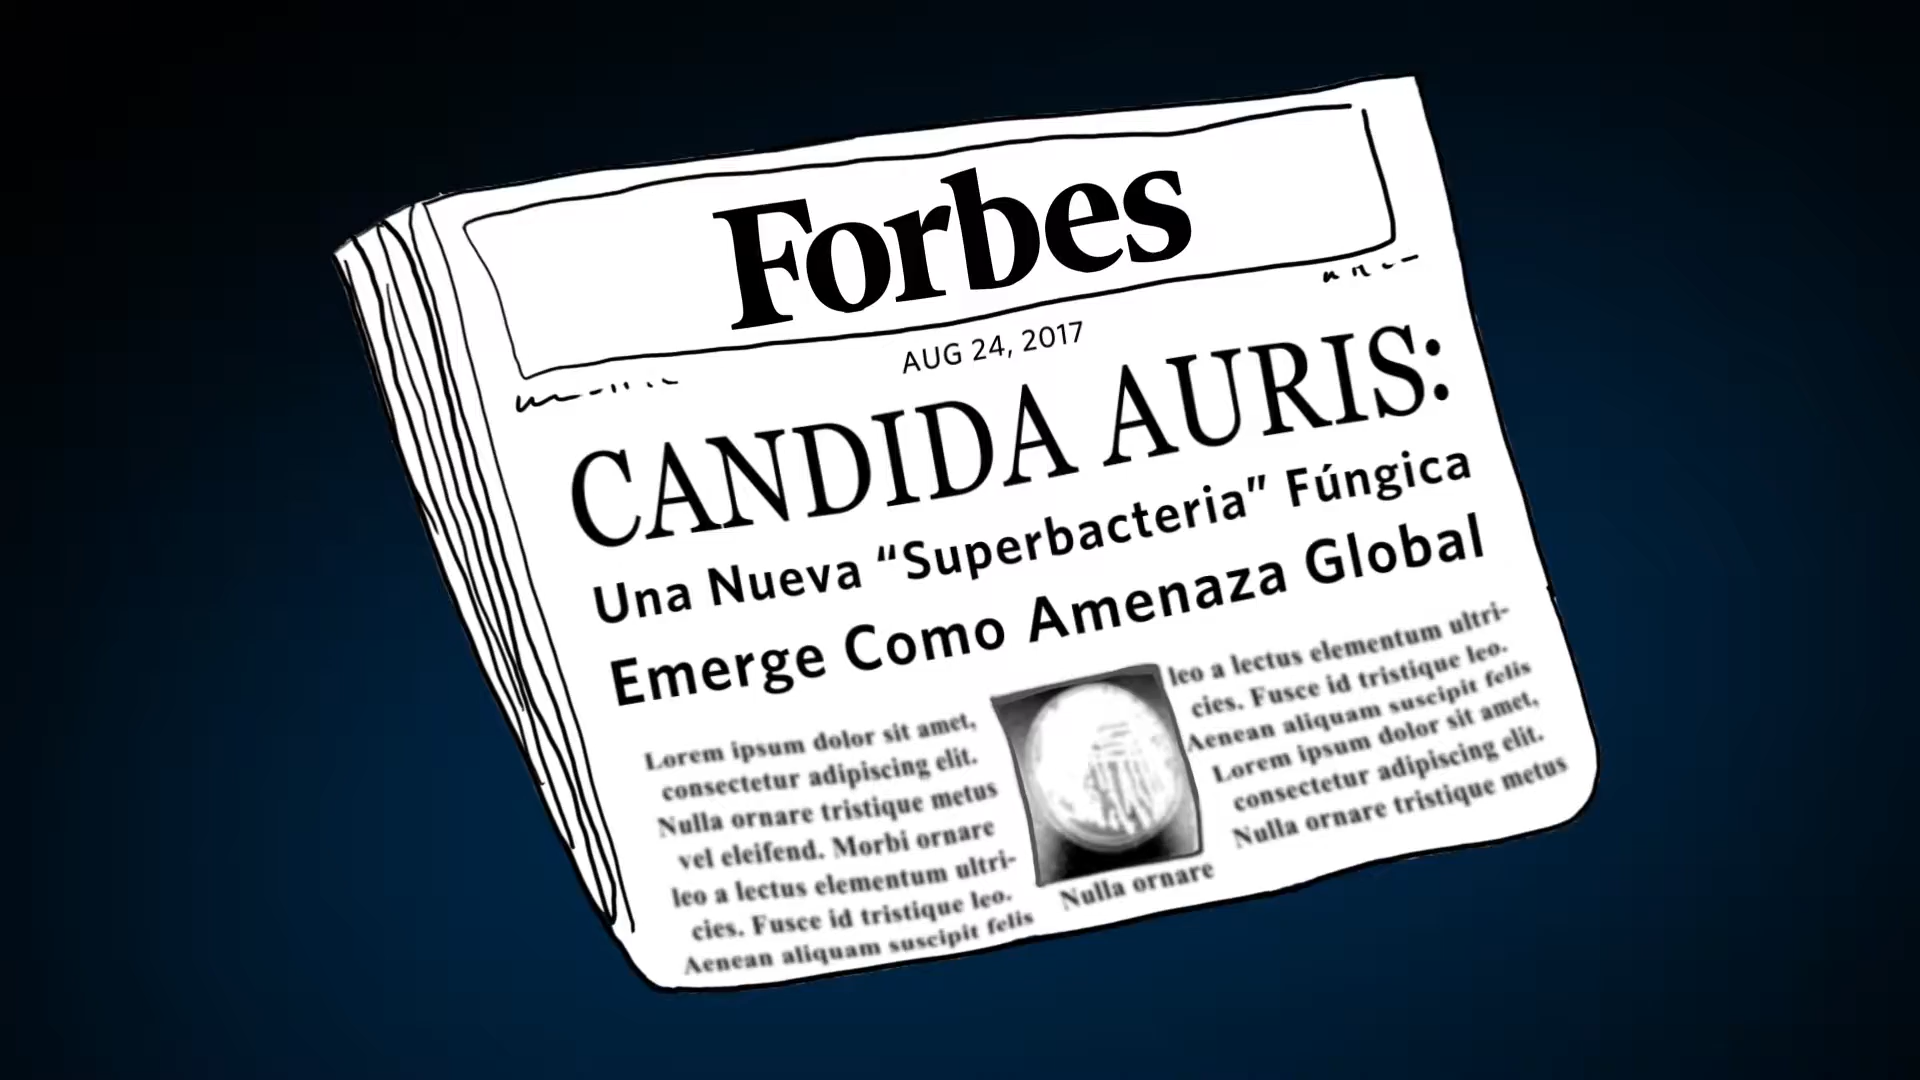 Forbes
AUG 24, 2017
CANDIDA AURIS:
Una Nueva “Superbacteria” Fúngica
Emerge Como Amenaza Global
Lorem ipsum dolor sit amet,
consectetur adipiscing elit.
Nulla ornare tristique metus
vel eleifend. Morbi ornare
leo a lectus elementum ultri-
cies. Fusce id tristique leo.
Aenean aliquam suscipit felis
Nulla ornare
leo a lectus elementum ultri-
cies. Fusce id tristique leo.
Aenean aliquam suscipit felis
Lorem ipsum dolor sit amet,
consectetur adipiscing elit.
Nulla ornare tristique metus